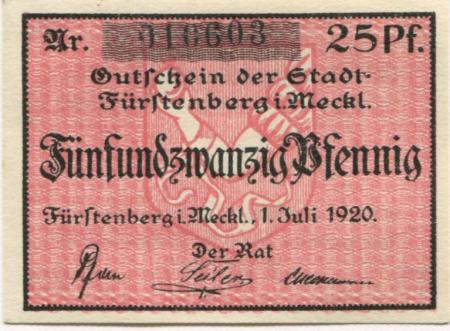 Nr. 016603 25 Pf.
Gutschein der Stadt
Fürstenberg i. Meckl.
Fünfundzwanzig Pfennig
Fürstenberg i. Meckl., 1. Juli 1920.
Der Rat